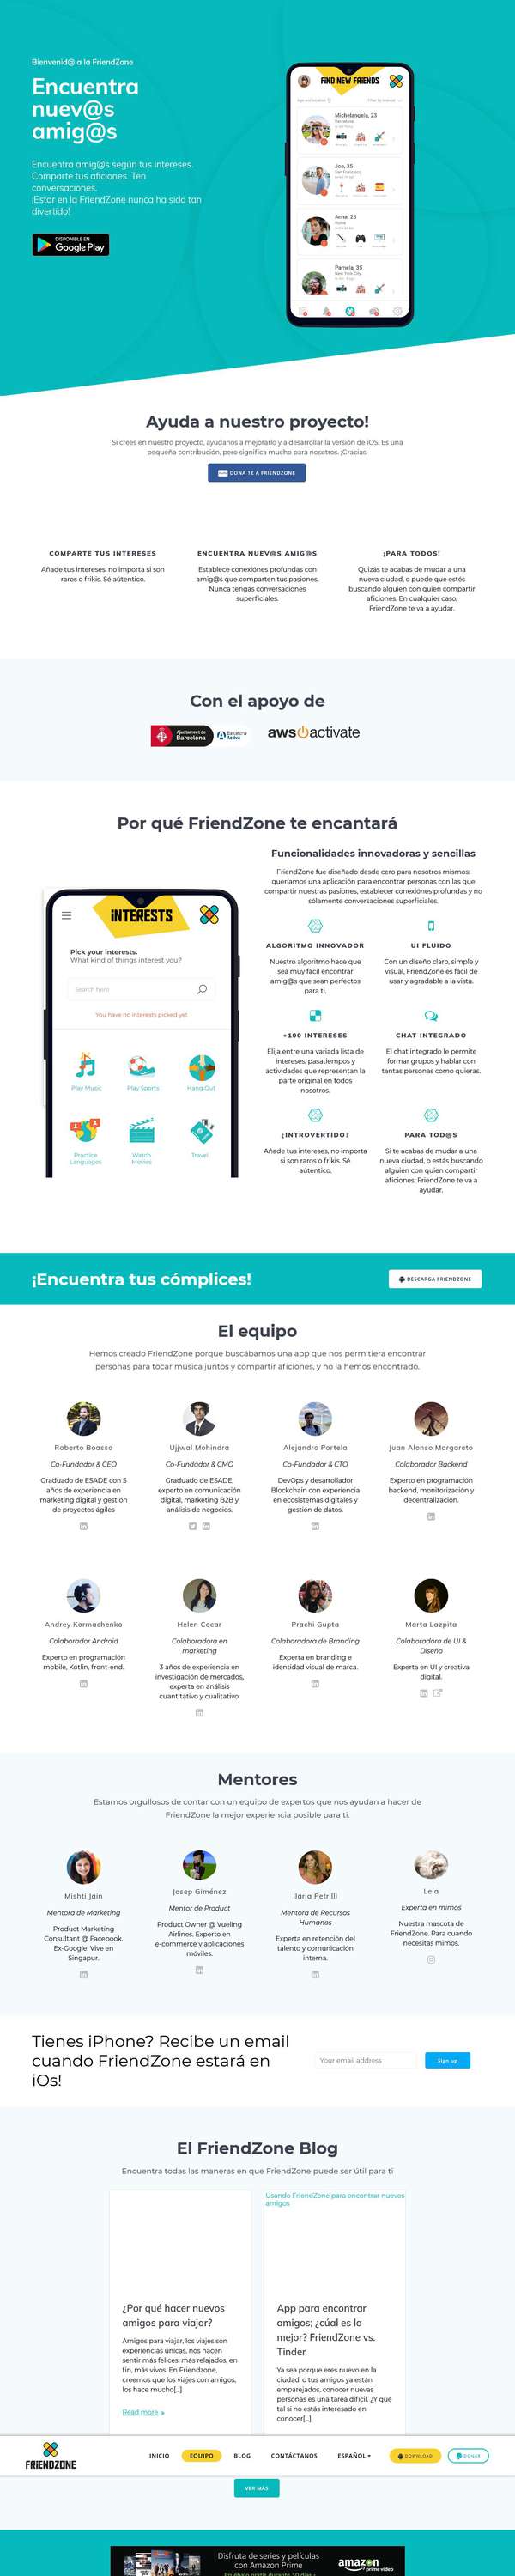 Bienvenid@ a la FriendZone
Encuentra
nuev@s
amig@s
Encuentra amig@s según tus intereses.
Comparte tus aficiones. Ten
conversaciones.
¡Estar en la FriendZone nunca ha sido tan
divertido!
DISPONIBLE EN
Google Play
FIND NEW FRIENDS
Michelangela, 23
Barcelona
Joe, 35
San Francisco
Anna, 25
Roma
Pamela, 35
New York City
Ayuda a nuestro proyecto!
Si crees en nuestro proyecto, ayúdanos a mejorarlo y a desarrollar la versión de iOS. Es una
pequeña contribución, pero significa mucho para nosotros. ¡Gracias!
DONA 1€ A FRIENDZONE
COMPARTE TUS INTERESES
Añade tus intereses, no importa si son
raros o frikis. Sé auténtico.
ENCUENTRA NUEV@S AMIG@S
Establece conexiónes profundas con
amig@s que comparten tus pasiones.
Nunca tengas conversaciones
superficiales.
¡PARA TODOS!
Quizás te acabas de mudar a una
nueva ciudad, o puede que estés
buscando alguien con quien compartir
aficiones. En cualquier caso,
FriendZone te va a ayudar.
Con el apoyo de
Ajuntament de
Barcelona
Barcelona
Activa
aws activate
Por qué FriendZone te encantará
INTERESTS
Pick your interests.
What kind of things interest you?
Search here
You have no interests picked yet
Play Music
Play Sports
Hang Out
Practice
Languages
Watch
Movies
Travel
Funcionalidades innovadoras y sencillas
FriendZone fue diseñado desde cero para nosotros mismos:
queríamos una aplicación para encontrar personas con las que
compartir nuestras pasiones, establecer conexiónes profundas y no
solamente conversaciones superficiales.
ALGORITMO INNOVADOR
Nuestro algoritmo hace que
sea muy fácil encontrar
amig@s que sean perfectos
para ti.
UI FLUIDO
Con un diseño claro, simple y
visual, FriendZone es fácil de
usar y agradable a la vista.
+100 INTERESES
Elija entre una variada lista de
intereses, pasatiempos y
actividades que representan la
parte original en todos
nosotros.
CHAT INTEGRADO
El chat integrado le permite
formar grupos y hablar con
tantas personas como quieras.
¿INTROVERTIDO?
Añade tus intereses, no importa
si son raros o frikis. Sé
aútentico.
PARA TOD@S
Si te acabas de mudar a una
nueva ciudad, o estás buscando
alguien con quien compartir
aficiones; FriendZone te va a
ayudar.
¡Encuentra tus cómplices!
DESCARGA FRIENDZONE
El equipo
Hemos creado FriendZone porque buscábamos una app que nos permitiera encontrar
personas para tocar música juntos y compartir aficiones, y no la hemos encontrado.
Roberto Boasso
Co-Fundador & CEO
Graduado de ESADE con 5
años de experiencia en
marketing digital y gestión
de proyectos ágiles
Ujjwal Mohindra
Co-Fundador & CMO
Graduado de ESADE,
experto en comunicación
digital, marketing B2B y
análisis de negocios.
Alejandro Portela
Co-Fundador & CTO
DevOps y desarrollador
Blockchain con experiencia
en ecosistemas digitales y
gestión de datos.
Juan Alonso Margareto
Colaborador Backend
Experto en programación
backend, monitorización y
decentralización.
Andrey Kormachenko
Colaborador Android
Experto en programación
mobile, Kotlin, front-end.
Helen Cocar
Colaboradora en
marketing
3 años de experiencia en
investigación de mercados,
experta en análisis
cuantitativo y cualitativo.
Prachi Gupta
Colaboradora de Branding
Experta en branding e
identidad visual de marca.
Marta Lazpita
Colaboradora de UI &
Diseño
Experta en UI y creativa
digital.
Mentores
Estamos orgullosos de contar con un equipo de expertos que nos ayudan a hacer de
FriendZone la mejor experiencia posible para ti.
Mishti Jain
Mentora de Marketing
Product Marketing
Consultant @ Facebook.
Ex-Google. Vive en
Singapur.
Josep Giménez
Mentor de Product
Product Owner @ Vueling
Airlines. Experto en
e-commerce y aplicaciones
móviles.
Ilaria Petrilli
Mentora de Recursos
Humanos
Experta en retención del
talento y comunicación
interna.
Leia
Experta en mimos
Nuestra mascota de
FriendZone. Para cuando
necesitas mimos.
Tienes iPhone? Recibe un email
cuando FriendZone estará en
iOs!
Your email address
Sign up
El FriendZone Blog
Encuentra todas las maneras en que FriendZone puede ser útil para ti
¿Por qué hacer nuevos
amigos para viajar?
Amigos para viajar, los viajes son
experiencias únicas, nos hacen
sentir más felices, más relajados, en
fin, más vivos. En Friendzone,
creemos que los viajes con amigos,
los hace mucho[...]
Read more »
Usando FriendZone para encontrar nuevos
amigos
App para encontrar
amigos; ¿cúal es la
mejor? FriendZone vs.
Tinder
Ya sea porque eres nuevo en la
ciudad, o tus amigos ya están
emparejados, conocer nuevas
personas es una tarea difícil. ¿Y qué
tal si no estás interesado en
conocer[...]
FRIENDZONE
INICIO
EQUIPO
BLOG
CONTÁCTANOS
ESPAÑOL
DOWNLOAD
DONAR
VER MÁS
Disfruta de series y películas
con Amazon Prime
amazon
prime video